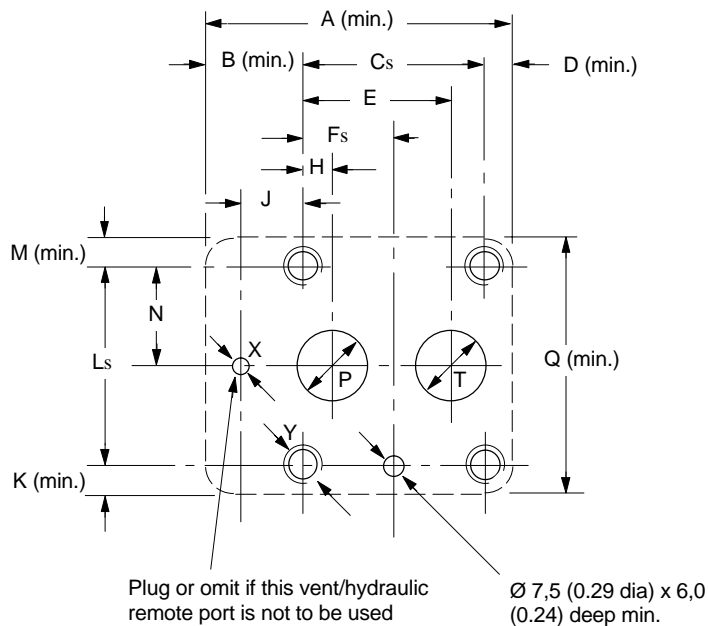 A (min.)
B (min.)
Cs
D (min.)
E
Fs
H
J
M (min.)
N
X
Ls
P
T
Q (min.)
Y
K (min.)
Plug or omit if this vent/hydraulic
remote port is not to be used
Ø 7,5 (0.29 dia) x 6,0
(0.24) deep min.